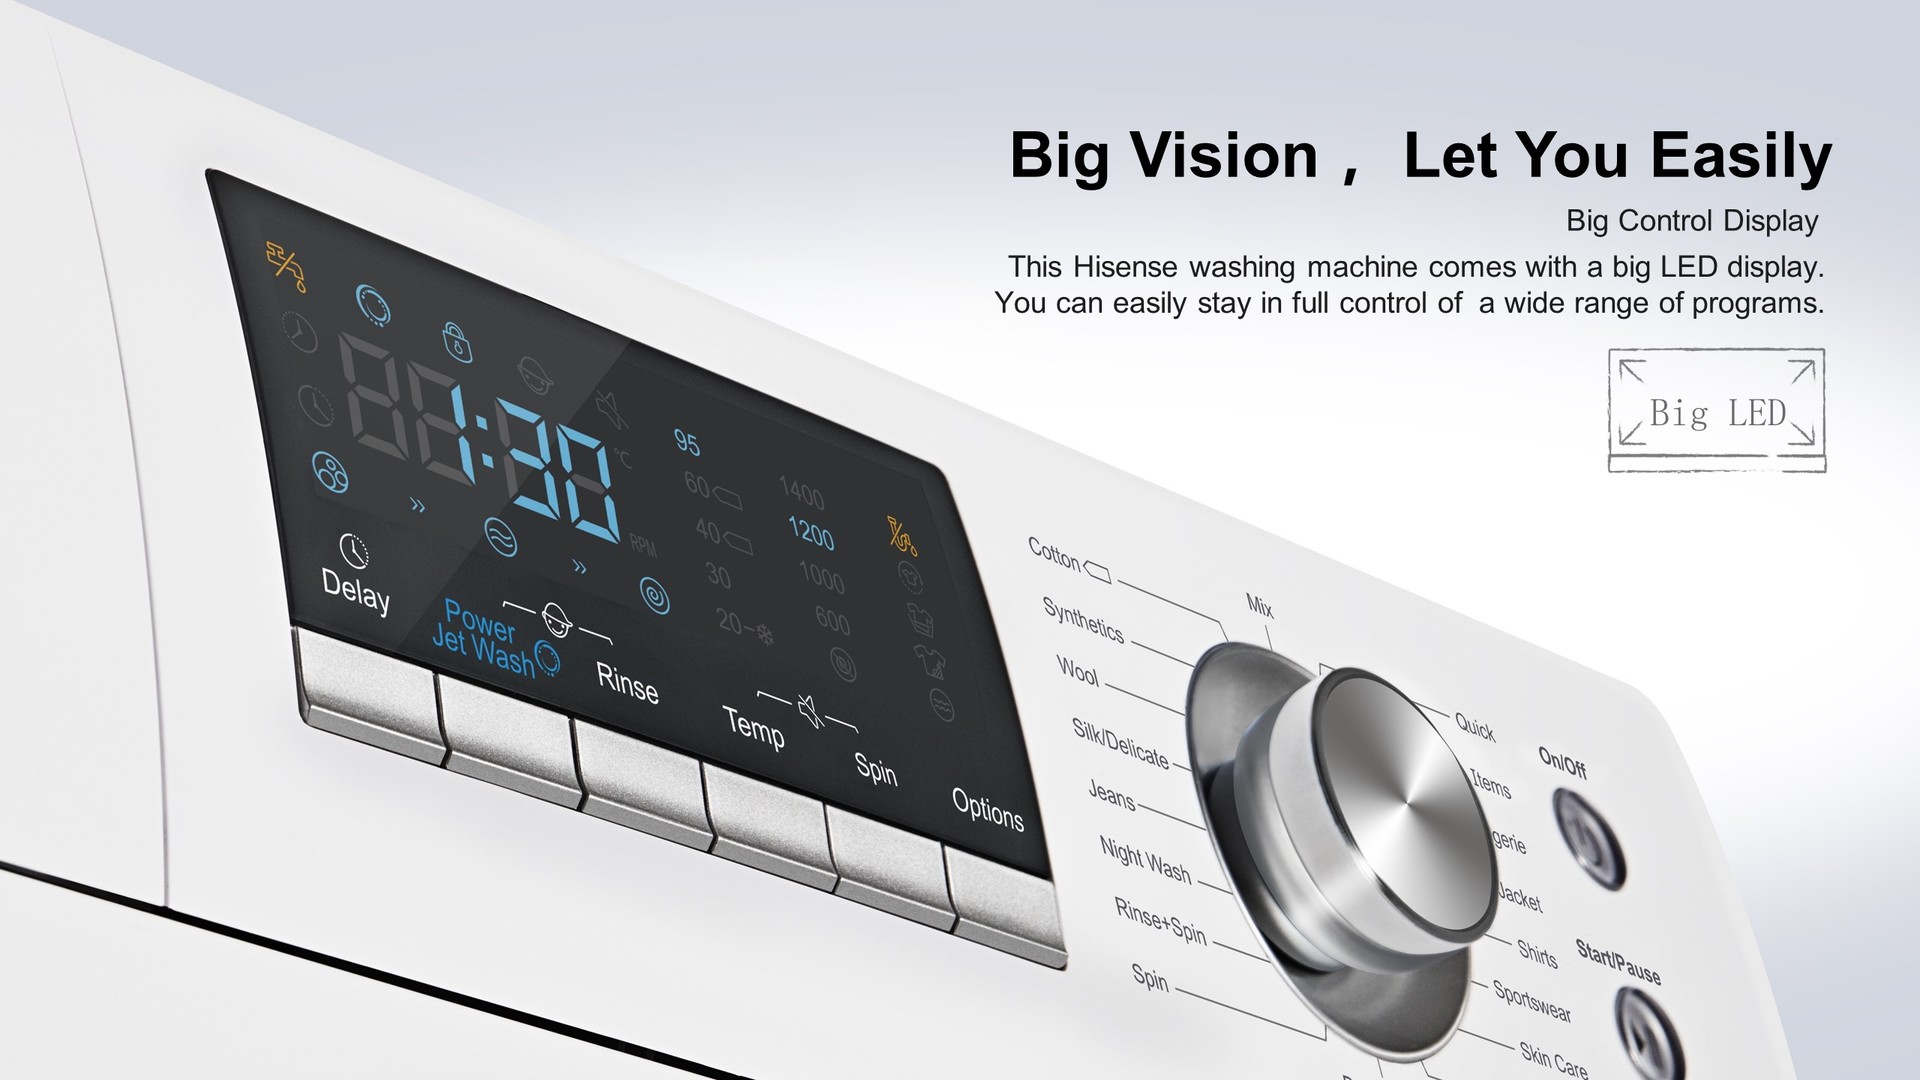 Big Vision， Let You Easily
Big Control Display
This Hisense washing machine comes with a big LED display.
You can easily stay in full control of a wide range of programs.
Big LED
1:30
°C
RPM
95
60
40
30
20-
1400
1200
1000
600
Delay
Power
Jet Wash
Rinse
Temp
Spin
Options
Cotton
Synthetics
Wool
Silk/Delicate
Jeans
Night Wash
Rinse+Spin
Spin
Mix
Quick
Items
Jacket
Shirts
Sportswear
Skin Care
On/Off
Start/Pause